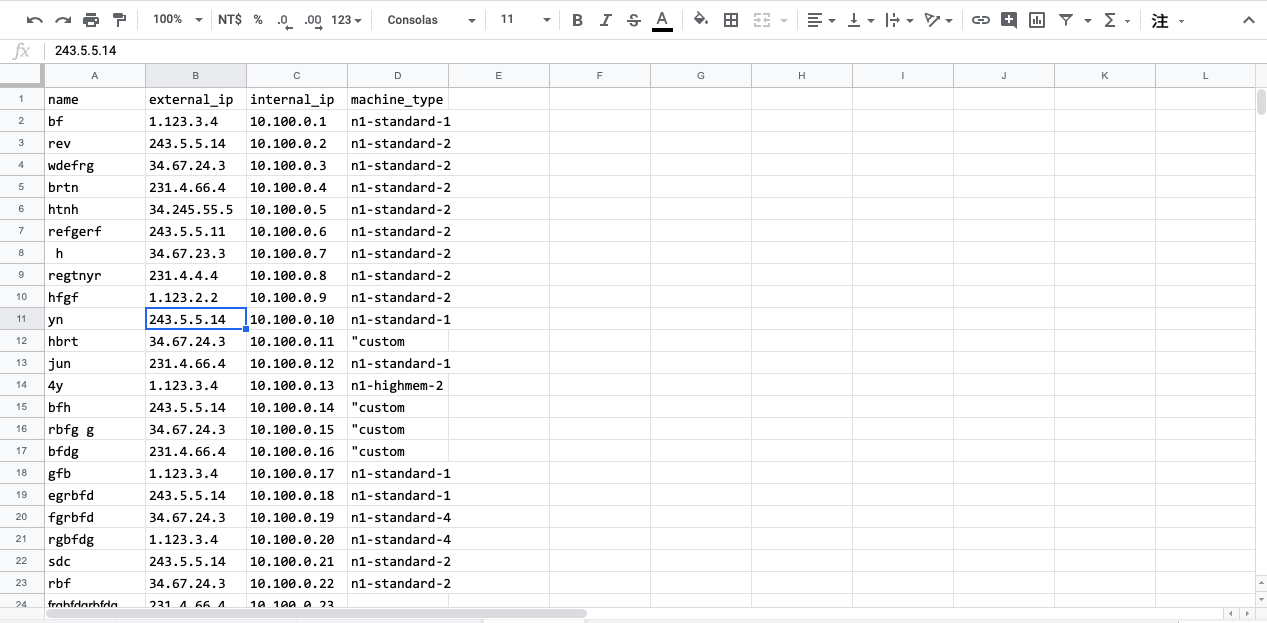 100% NT$ % .0 .00 123 Consolas 11 B I S A Σ 注
fx 243.5.5.14
A B C D E F G H I J K L
1 name external_ip internal_ip machine_type
2 bf 1.123.3.4 10.100.0.1 n1-standard-1
3 rev 243.5.5.14 10.100.0.2 n1-standard-2
4 wdefrg 34.67.24.3 10.100.0.3 n1-standard-2
5 brtn 231.4.66.4 10.100.0.4 n1-standard-2
6 htnh 34.245.55.5 10.100.0.5 n1-standard-2
7 refgerf 243.5.5.11 10.100.0.6 n1-standard-2
8 h 34.67.23.3 10.100.0.7 n1-standard-2
9 regtnyr 231.4.4.4 10.100.0.8 n1-standard-2
10 hfgf 1.123.2.2 10.100.0.9 n1-standard-2
11 yn 243.5.5.14 10.100.0.10 n1-standard-1
12 hbrt 34.67.24.3 10.100.0.11 "custom
13 jun 231.4.66.4 10.100.0.12 n1-standard-1
14 4y 1.123.3.4 10.100.0.13 n1-highmem-2
15 bfh 243.5.5.14 10.100.0.14 "custom
16 rbfg g 34.67.24.3 10.100.0.15 "custom
17 bfdg 231.4.66.4 10.100.0.16 "custom
18 gfb 1.123.3.4 10.100.0.17 n1-standard-1
19 egrbfd 243.5.5.14 10.100.0.18 n1-standard-1
20 fgrbfd 34.67.24.3 10.100.0.19 n1-standard-4
21 rgbfdg 1.123.3.4 10.100.0.20 n1-standard-4
22 sdc 243.5.5.14 10.100.0.21 n1-standard-2
23 rbf 34.67.24.3 10.100.0.22 n1-standard-2
24 231.4.66.4 10.100.0.23